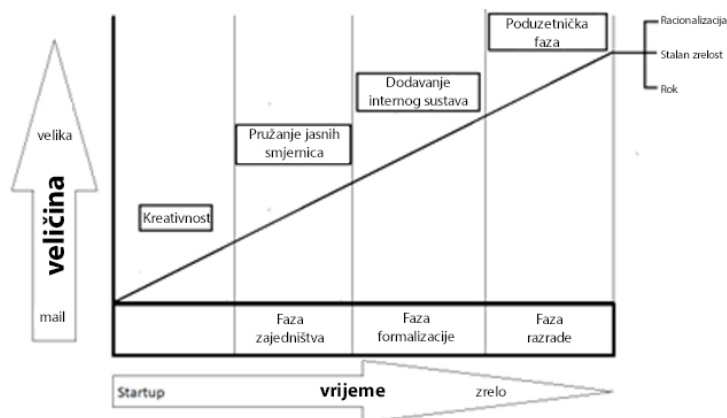 Poduzetnička
faza
Racionalizacija
Stalan zrelost
Rok
Dodavanje
internog sustava
velika
Pružanje jasnih
smjernica
veličina
Kreativnost
mail
Faza
zajedništva
Faza
formalizacije
Faza
razrade
Startup
vrijeme
zrelo